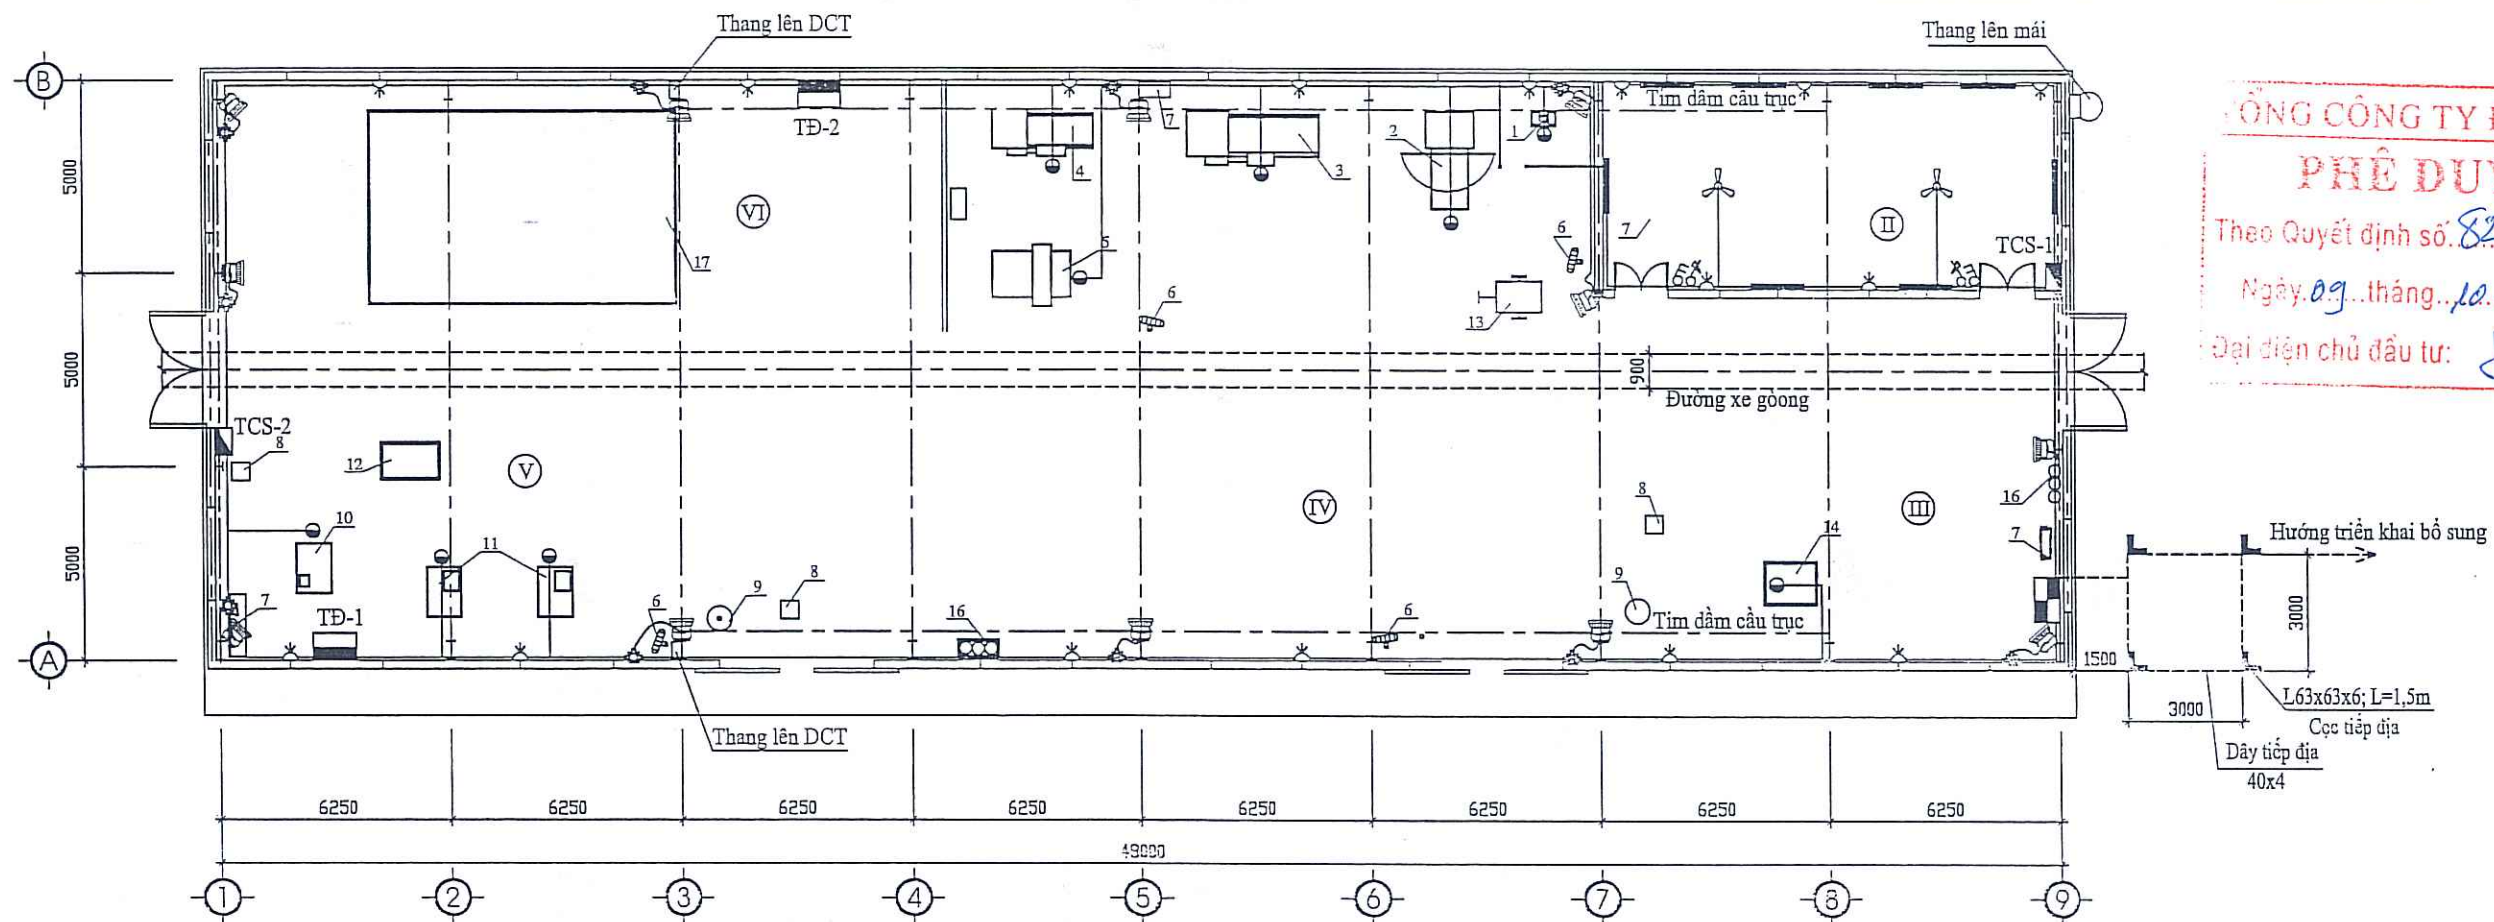 Thang lên DCT
Thang lên mái
B
TĐ-2
7
4
3
2
1
Tim dầm cầu trục
5000
VI
17
5
6
13
6
7
II
TCS-1
ỔNG CÔNG TY
PHÊ DU
Theo Quyết định số..82
Ngày.09...tháng..10.
Đại diện chủ đầu tư:
5000
900
Đường xe gòong
TCS-2
8
12
V
IV
III
16
8
10
11
14
7
Hướng triển khai bổ sung
5000
7
TĐ-1
6
9
8
16
6
9
Tim dầm cầu trục
3000
A
1500
L63x63x6; L=1,5m
Cọc tiếp địa
3000
Dây tiếp địa
40x4
Thang lên DCT
6250 6250 6250 6250 6250 6250 6250 6250
1 2 3 4 5 6 7 8 9